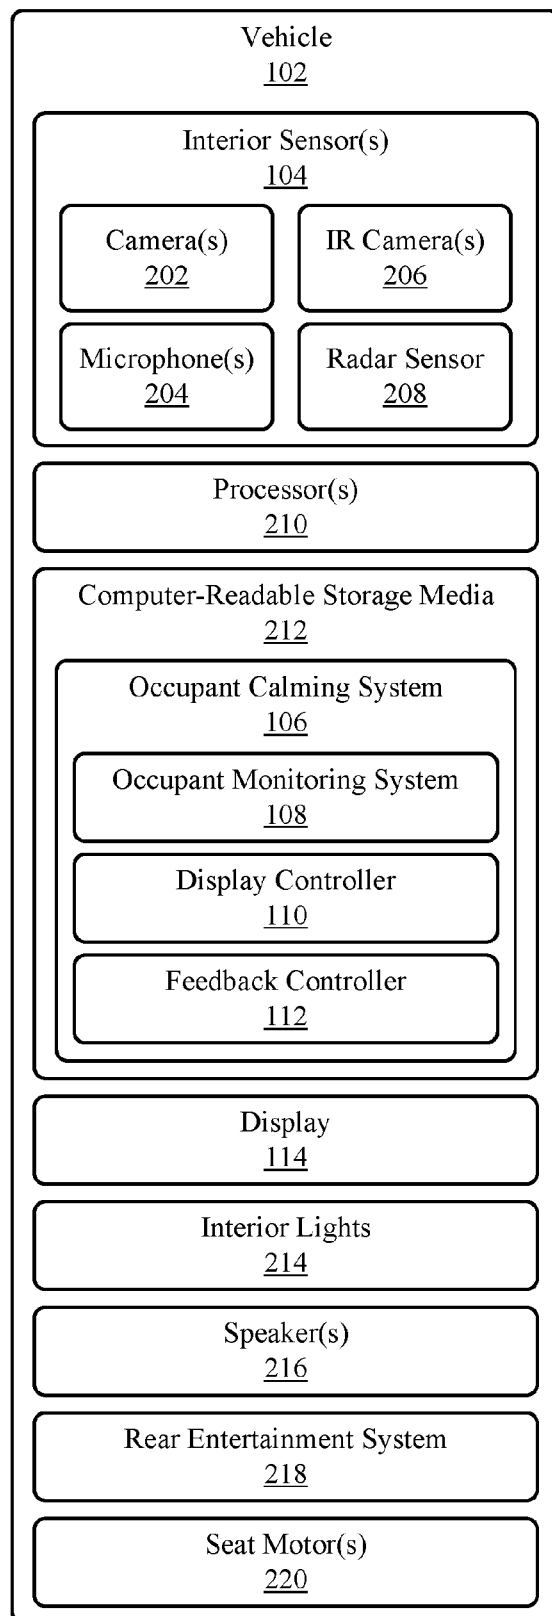 Vehicle
102
Interior Sensor(s)
104
Camera(s)
202
IR Camera(s)
206
Microphone(s)
204
Radar Sensor
208
Processor(s)
210
Computer-Readable Storage Media
212
Occupant Calming System
106
Occupant Monitoring System
108
Display Controller
110
Feedback Controller
112
Display
114
Interior Lights
214
Speaker(s)
216
Rear Entertainment System
218
Seat Motor(s)
220